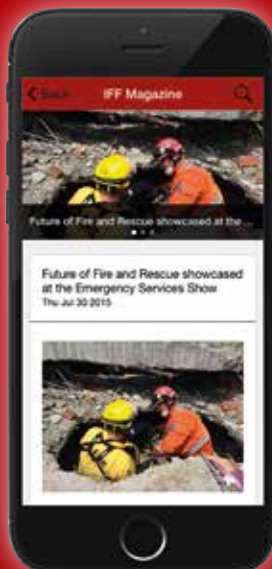 Back IFF Magazine
Future of Fire and Rescue showcased at the ...
Future of Fire and Rescue showcased
at the Emergency Services Show
Thu Jul 30 2015